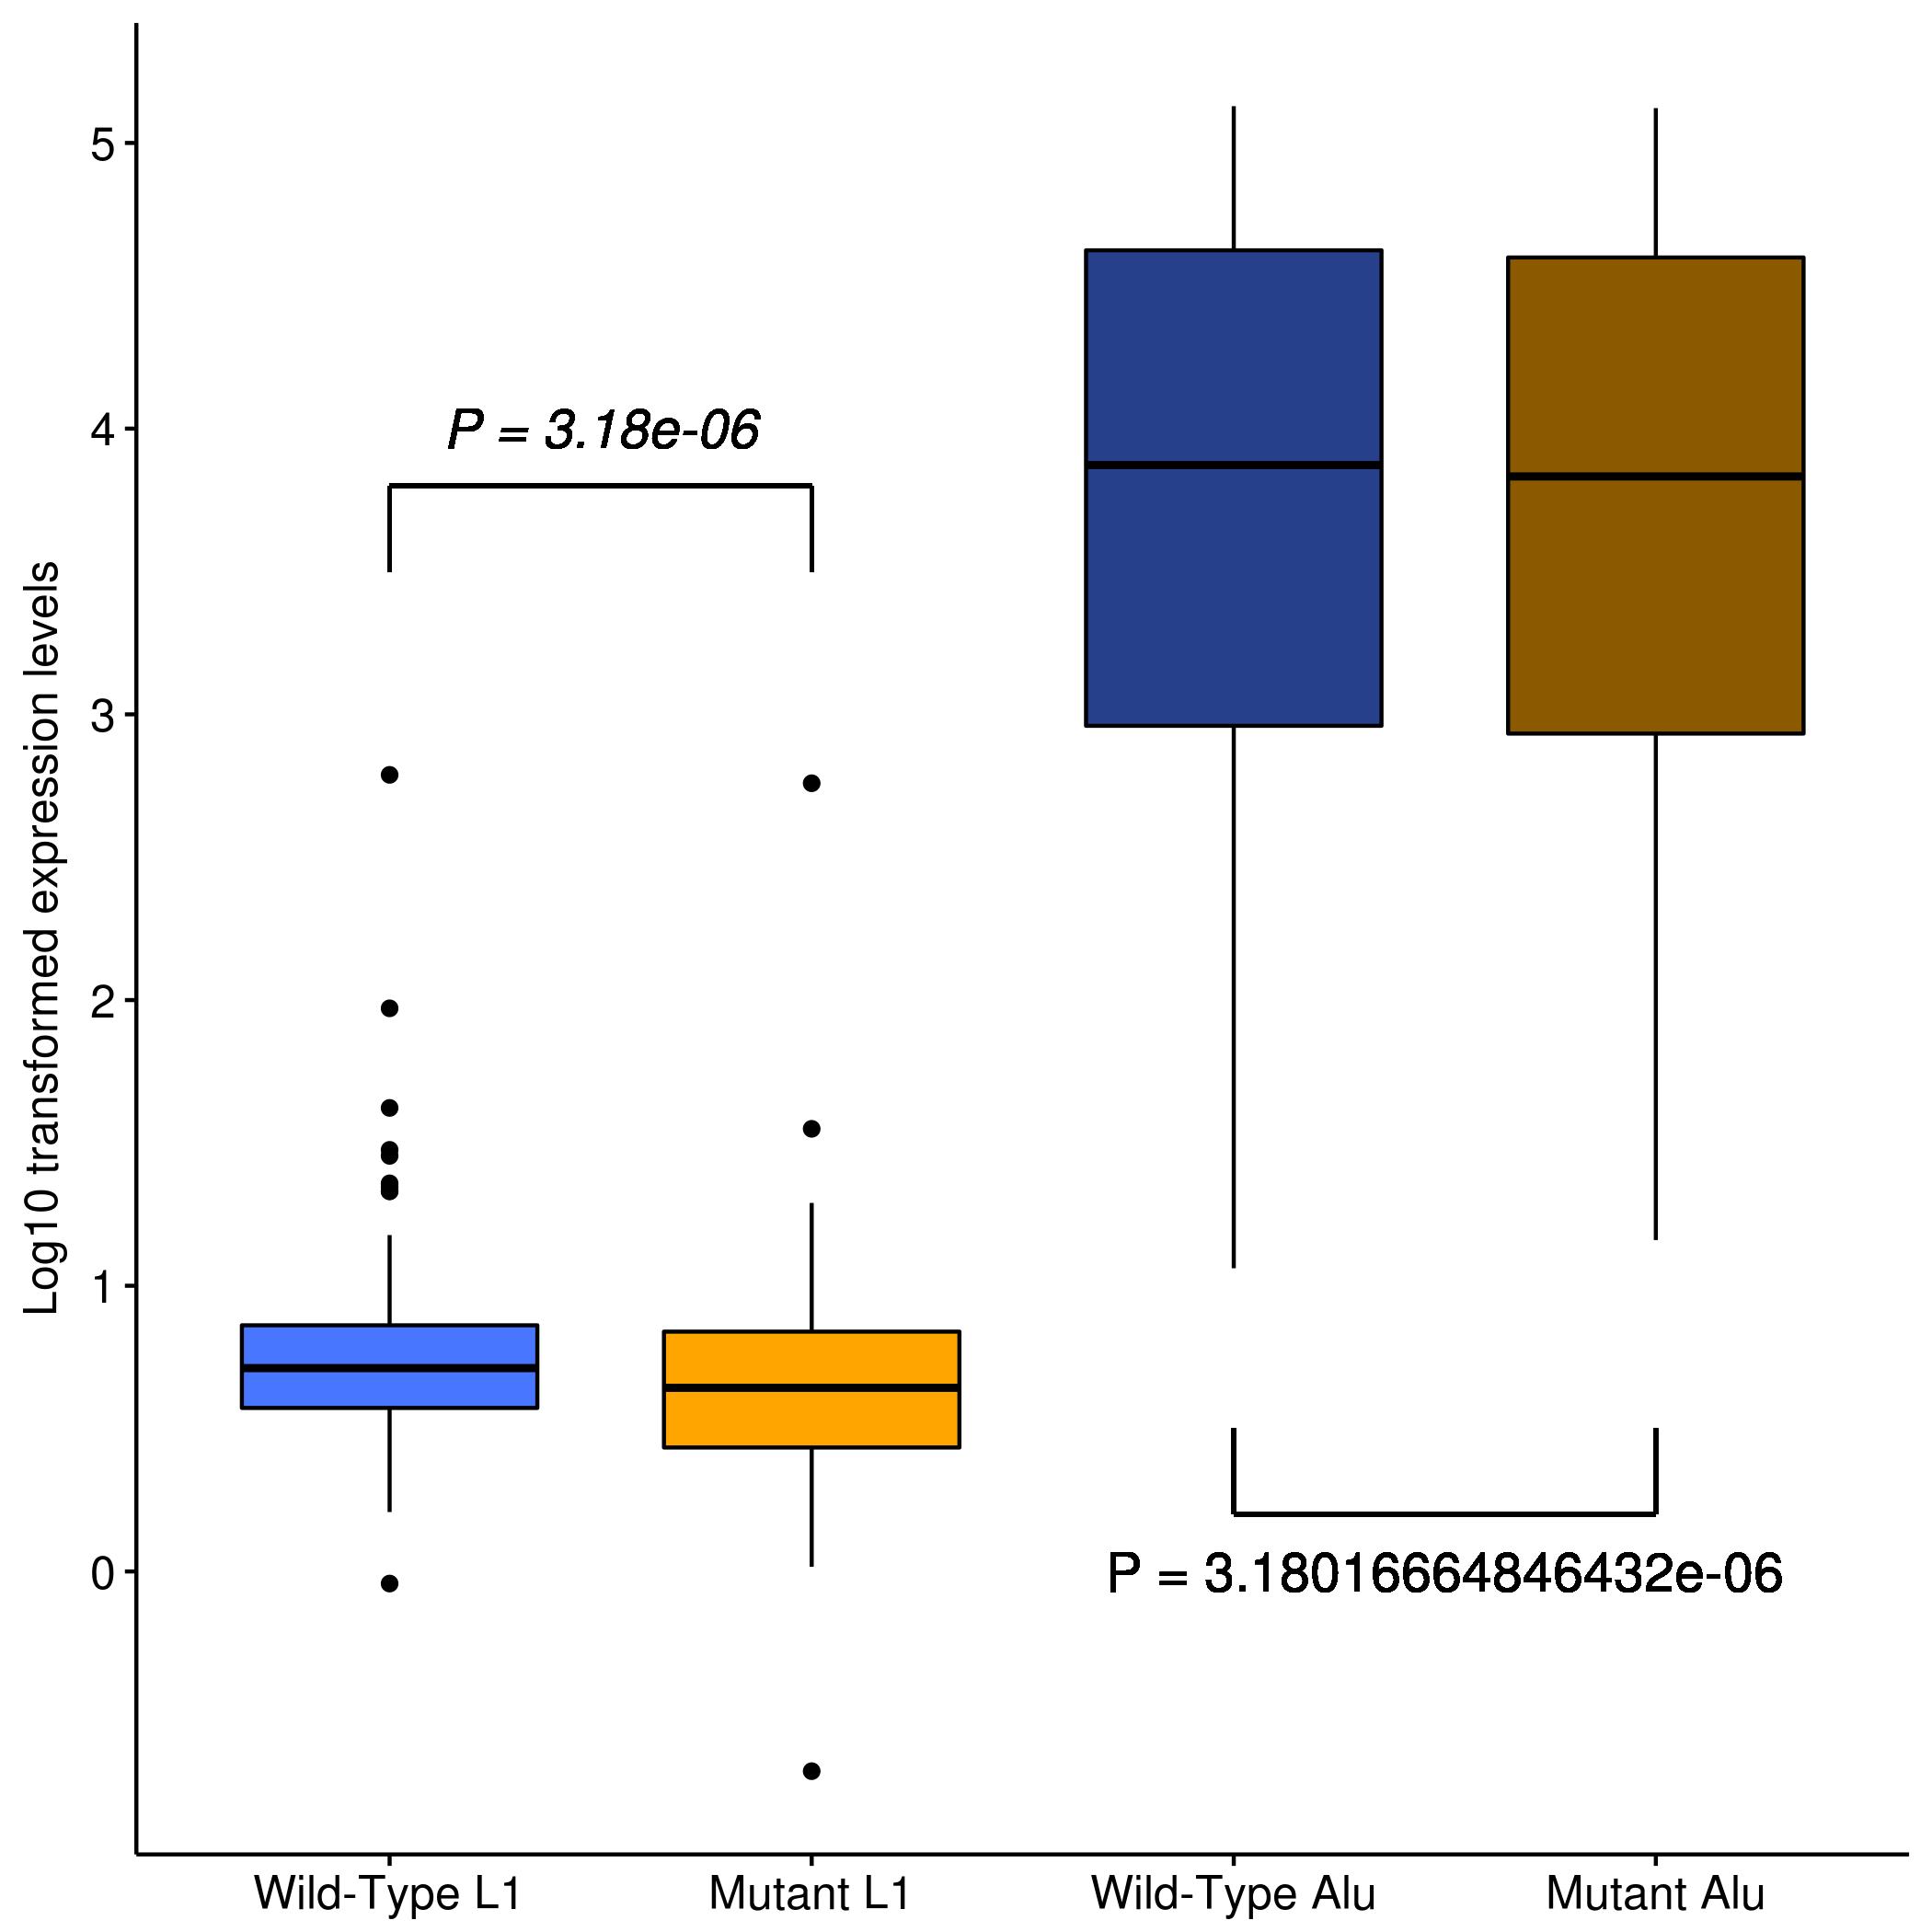 Log10 transformed expression levels
5
4
3
2
1
0
P = 3.18e-06
P = 3.18016664846432e-06
Wild-Type L1
Mutant L1
Wild-Type Alu
Mutant Alu